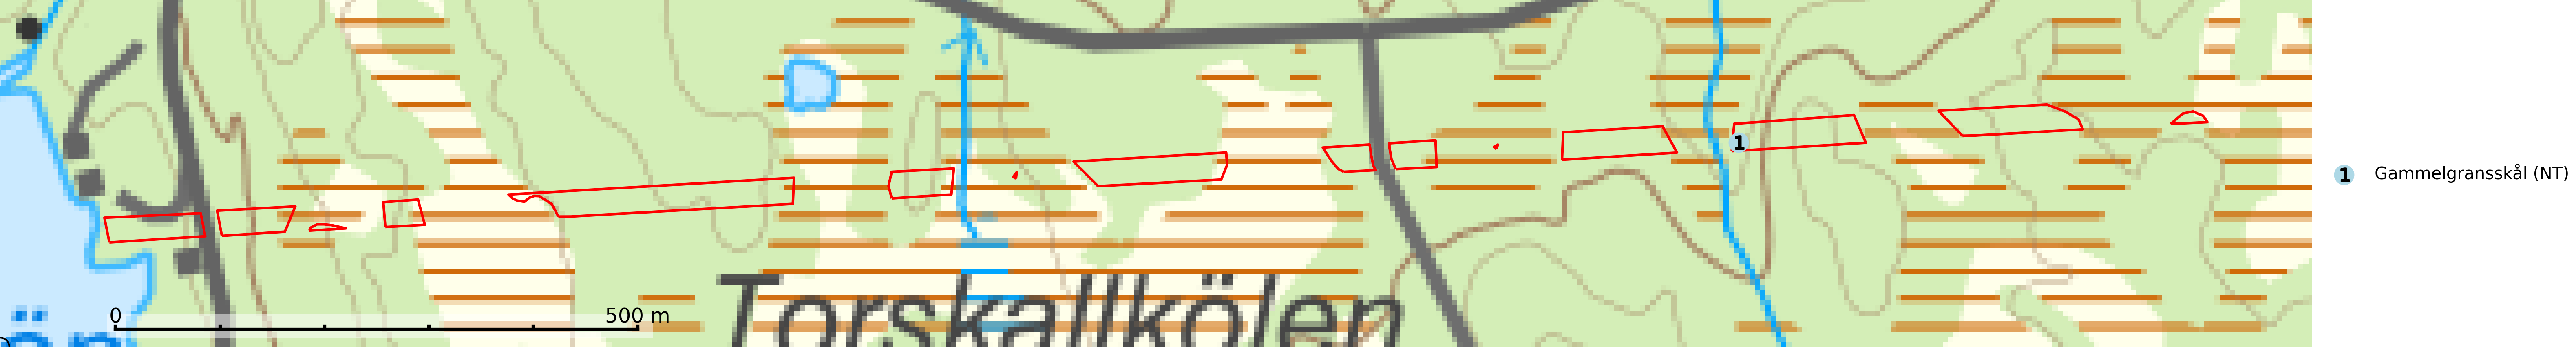 1
1 Gammelgransskål (NT)
Torskallkölen
0 500 m